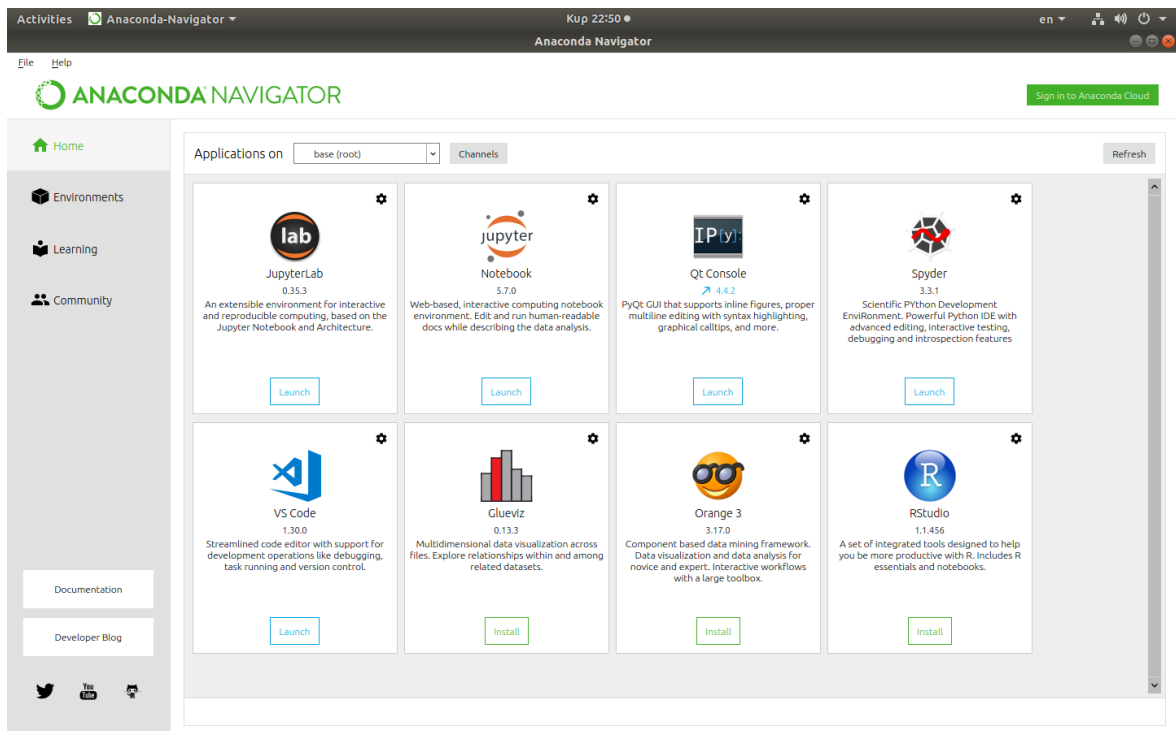 Activities Anaconda-Navigator Kup 22:50 en
Anaconda Navigator
File Help
ANACONDA NAVIGATOR
Sign in to Anaconda Cloud
Home
Environments
Learning
Community
Documentation
Developer Blog
You
Tube
Applications on base (root) Channels Refresh
lab
JupyterLab
0.35.3
An extensible environment for interactive
and reproducible computing, based on the
Jupyter Notebook and Architecture.
Launch
jupyter
Notebook
5.7.0
Web-based, interactive computing notebook
environment. Edit and run human-readable
docs while describing the data analysis.
Launch
IP[y]:
Qt Console
4.4.2
PyQt GUI that supports inline figures, proper
multiline editing with syntax highlighting,
graphical calltips, and more.
Launch
Spyder
3.3.1
Scientific PYthon Development
EnviRonment. Powerful Python IDE with
advanced editing, interactive testing,
debugging and introspection features
Launch
VS Code
1.30.0
Streamlined code editor with support for
development operations like debugging,
task running and version control.
Launch
Glueviz
0.13.3
Multidimensional data visualization across
files. Explore relationships within and among
related datasets.
Install
Orange 3
3.17.0
Component based data mining framework.
Data visualization and data analysis for
novice and expert. Interactive workflows
with a large toolbox.
Install
R
RStudio
1.1.456
A set of integrated tools designed to help
you be more productive with R. Includes R
essentials and notebooks.
Install